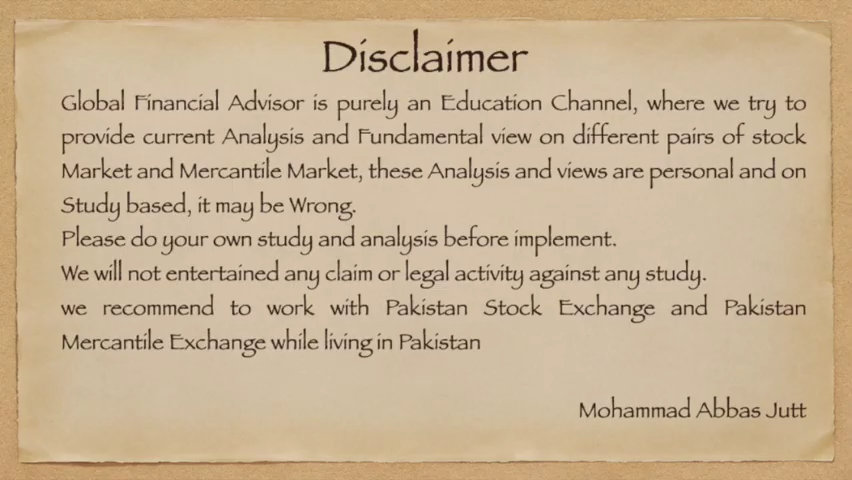 Disclaimer
Global Financial Advisor is purely an Education Channel, where we try to
provide current Analysis and Fundamental view on different pairs of stock
Market and Mercantile Market, these Analysis and views are personal and on
Study based, it may be Wrong.
Please do your own study and analysis before implement.
We will not entertained any claim or legal activity against any study.
we recommend to work with Pakistan Stock Exchange and Pakistan
Mercantile Exchange while living in Pakistan
Mohammad Abbas Jutt